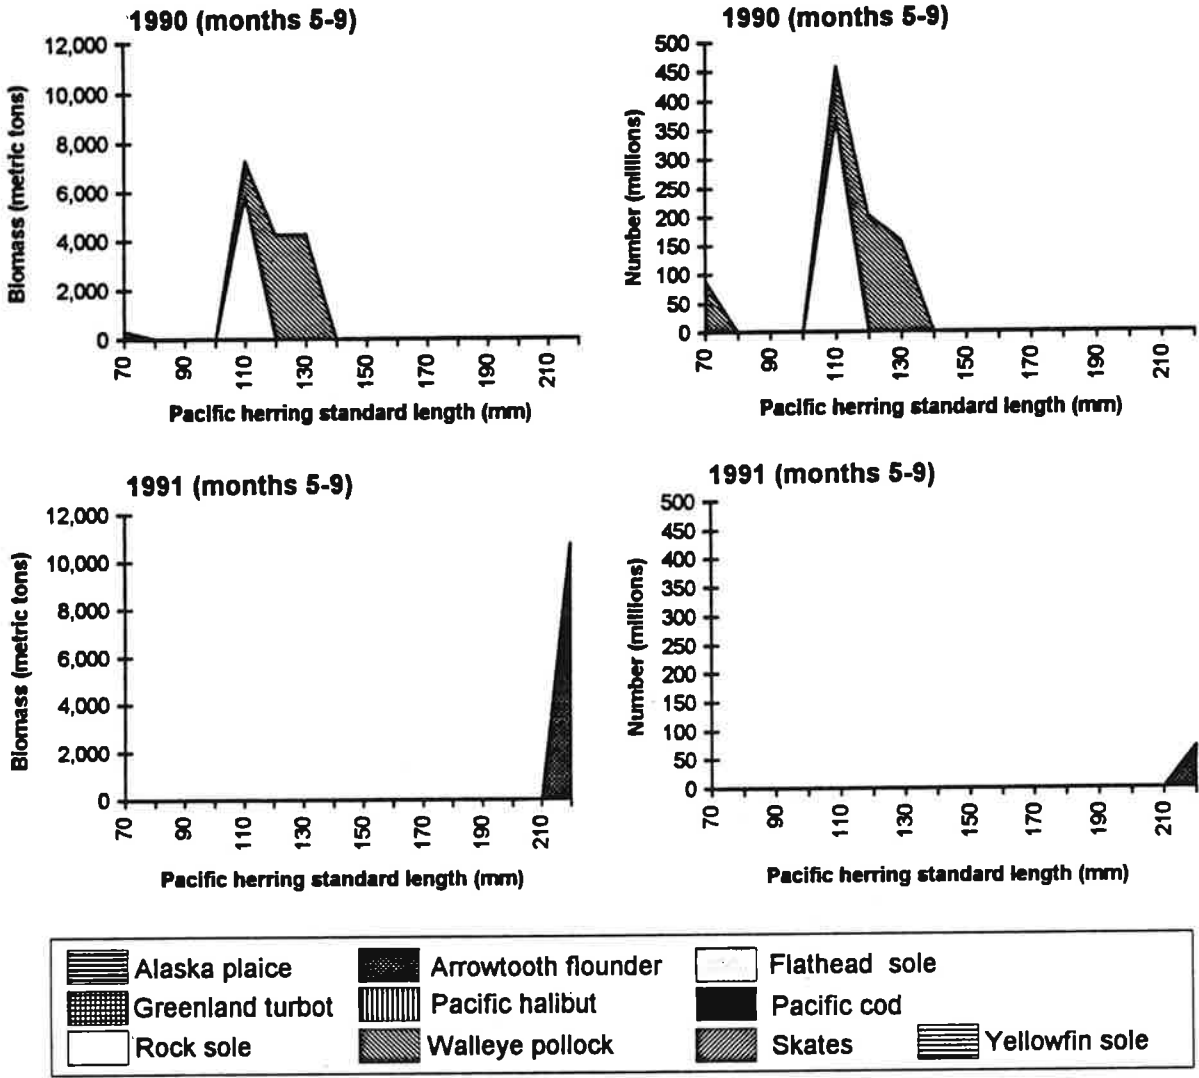 1990 (months 5-9)
12,000
10,000
8,000
6,000
4,000
2,000
0
Biomass (metric tons)
70 90 110 130 150 170 190 210
Pacific herring standard length (mm)
1990 (months 5-9)
500
450
400
350
300
250
200
150
100
50
0
Number (millions)
70 90 110 130 150 170 190 210
Pacific herring standard length (mm)
1991 (months 5-9)
12,000
10,000
8,000
6,000
4,000
2,000
0
Biomass (metric tons)
70 90 110 130 150 170 190 210
Pacific herring standard length (mm)
1991 (months 5-9)
500
450
400
350
300
250
200
150
100
50
0
Number (millions)
70 90 110 130 150 170 190 210
Pacific herring standard length (mm)
Alaska plaice Arrowtooth flounder Flathead sole
Greenland turbot Pacific halibut Pacific cod
Rock sole Walleye pollock Skates Yellowfin sole